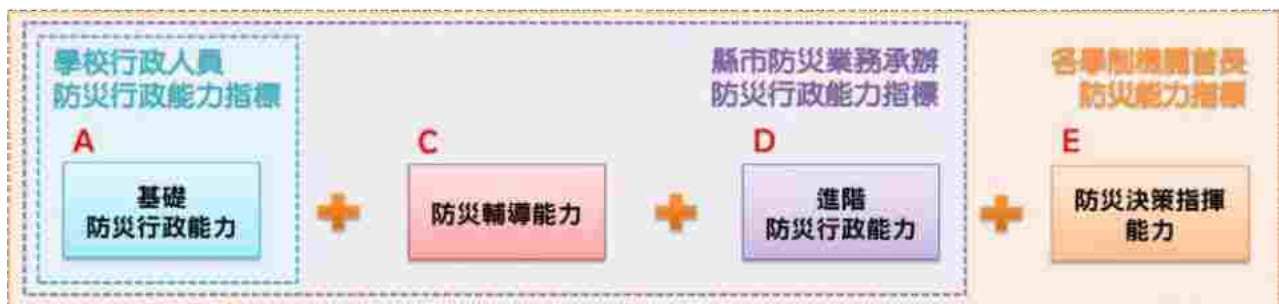 學校行政人員
防災行政能力指標
縣市防災業務承辦
防災行政能力指標
各學制機關首長
防災能力指標
A
基礎
防災行政能力
C
防災輔導能力
D
進階
防災行政能力
E
防災決策指揮
能力